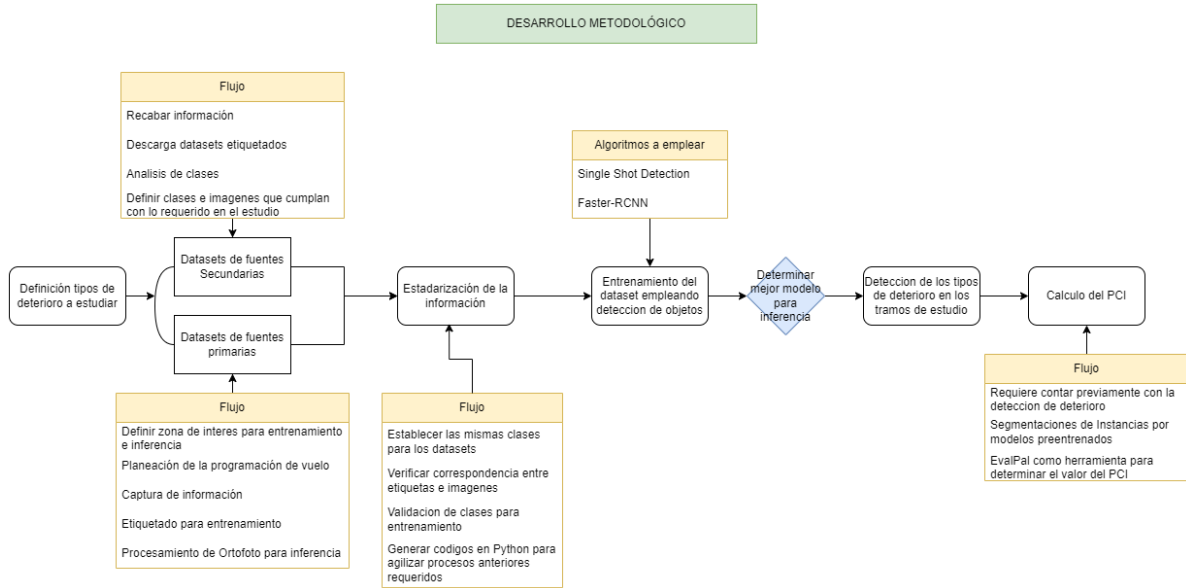 DESARROLLO METODOLÓGICO
Flujo
Recabar información
Descarga datasets etiquetados
Analisis de clases
Definir clases e imagenes que cumplan
con lo requerido en el estudio
Algoritmos a emplear
Single Shot Detection
Faster-RCNN
Definición tipos de
deterioro a estudiar
Datasets de fuentes
Secundarias
Datasets de fuentes
primarias
Estadarización de la
información
Entrenamiento del
dataset empleando
deteccion de objetos
Determinar
mejor modelo
para
inferencia
Deteccion de los tipos
de deterioro en los
tramos de estudio
Calculo del PCI
Flujo
Definir zona de interes para entrenamiento
e inferencia
Planeación de la programación de vuelo
Captura de información
Etiquetado para entrenamiento
Procesamiento de Ortofoto para inferencia
Flujo
Establecer las mismas clases
para los datasets
Verificar correspondencia entre
etiquetas e imagenes
Validacion de clases para
entrenamiento
Generar codigos en Python para
agilizar procesos anteriores
requeridos
Flujo
Requiere contar previamente con la
deteccion de deterioro
Segmentaciones de Instancias por
modelos preentrenados
EvalPal como herramienta para
determinar el valor del PCI